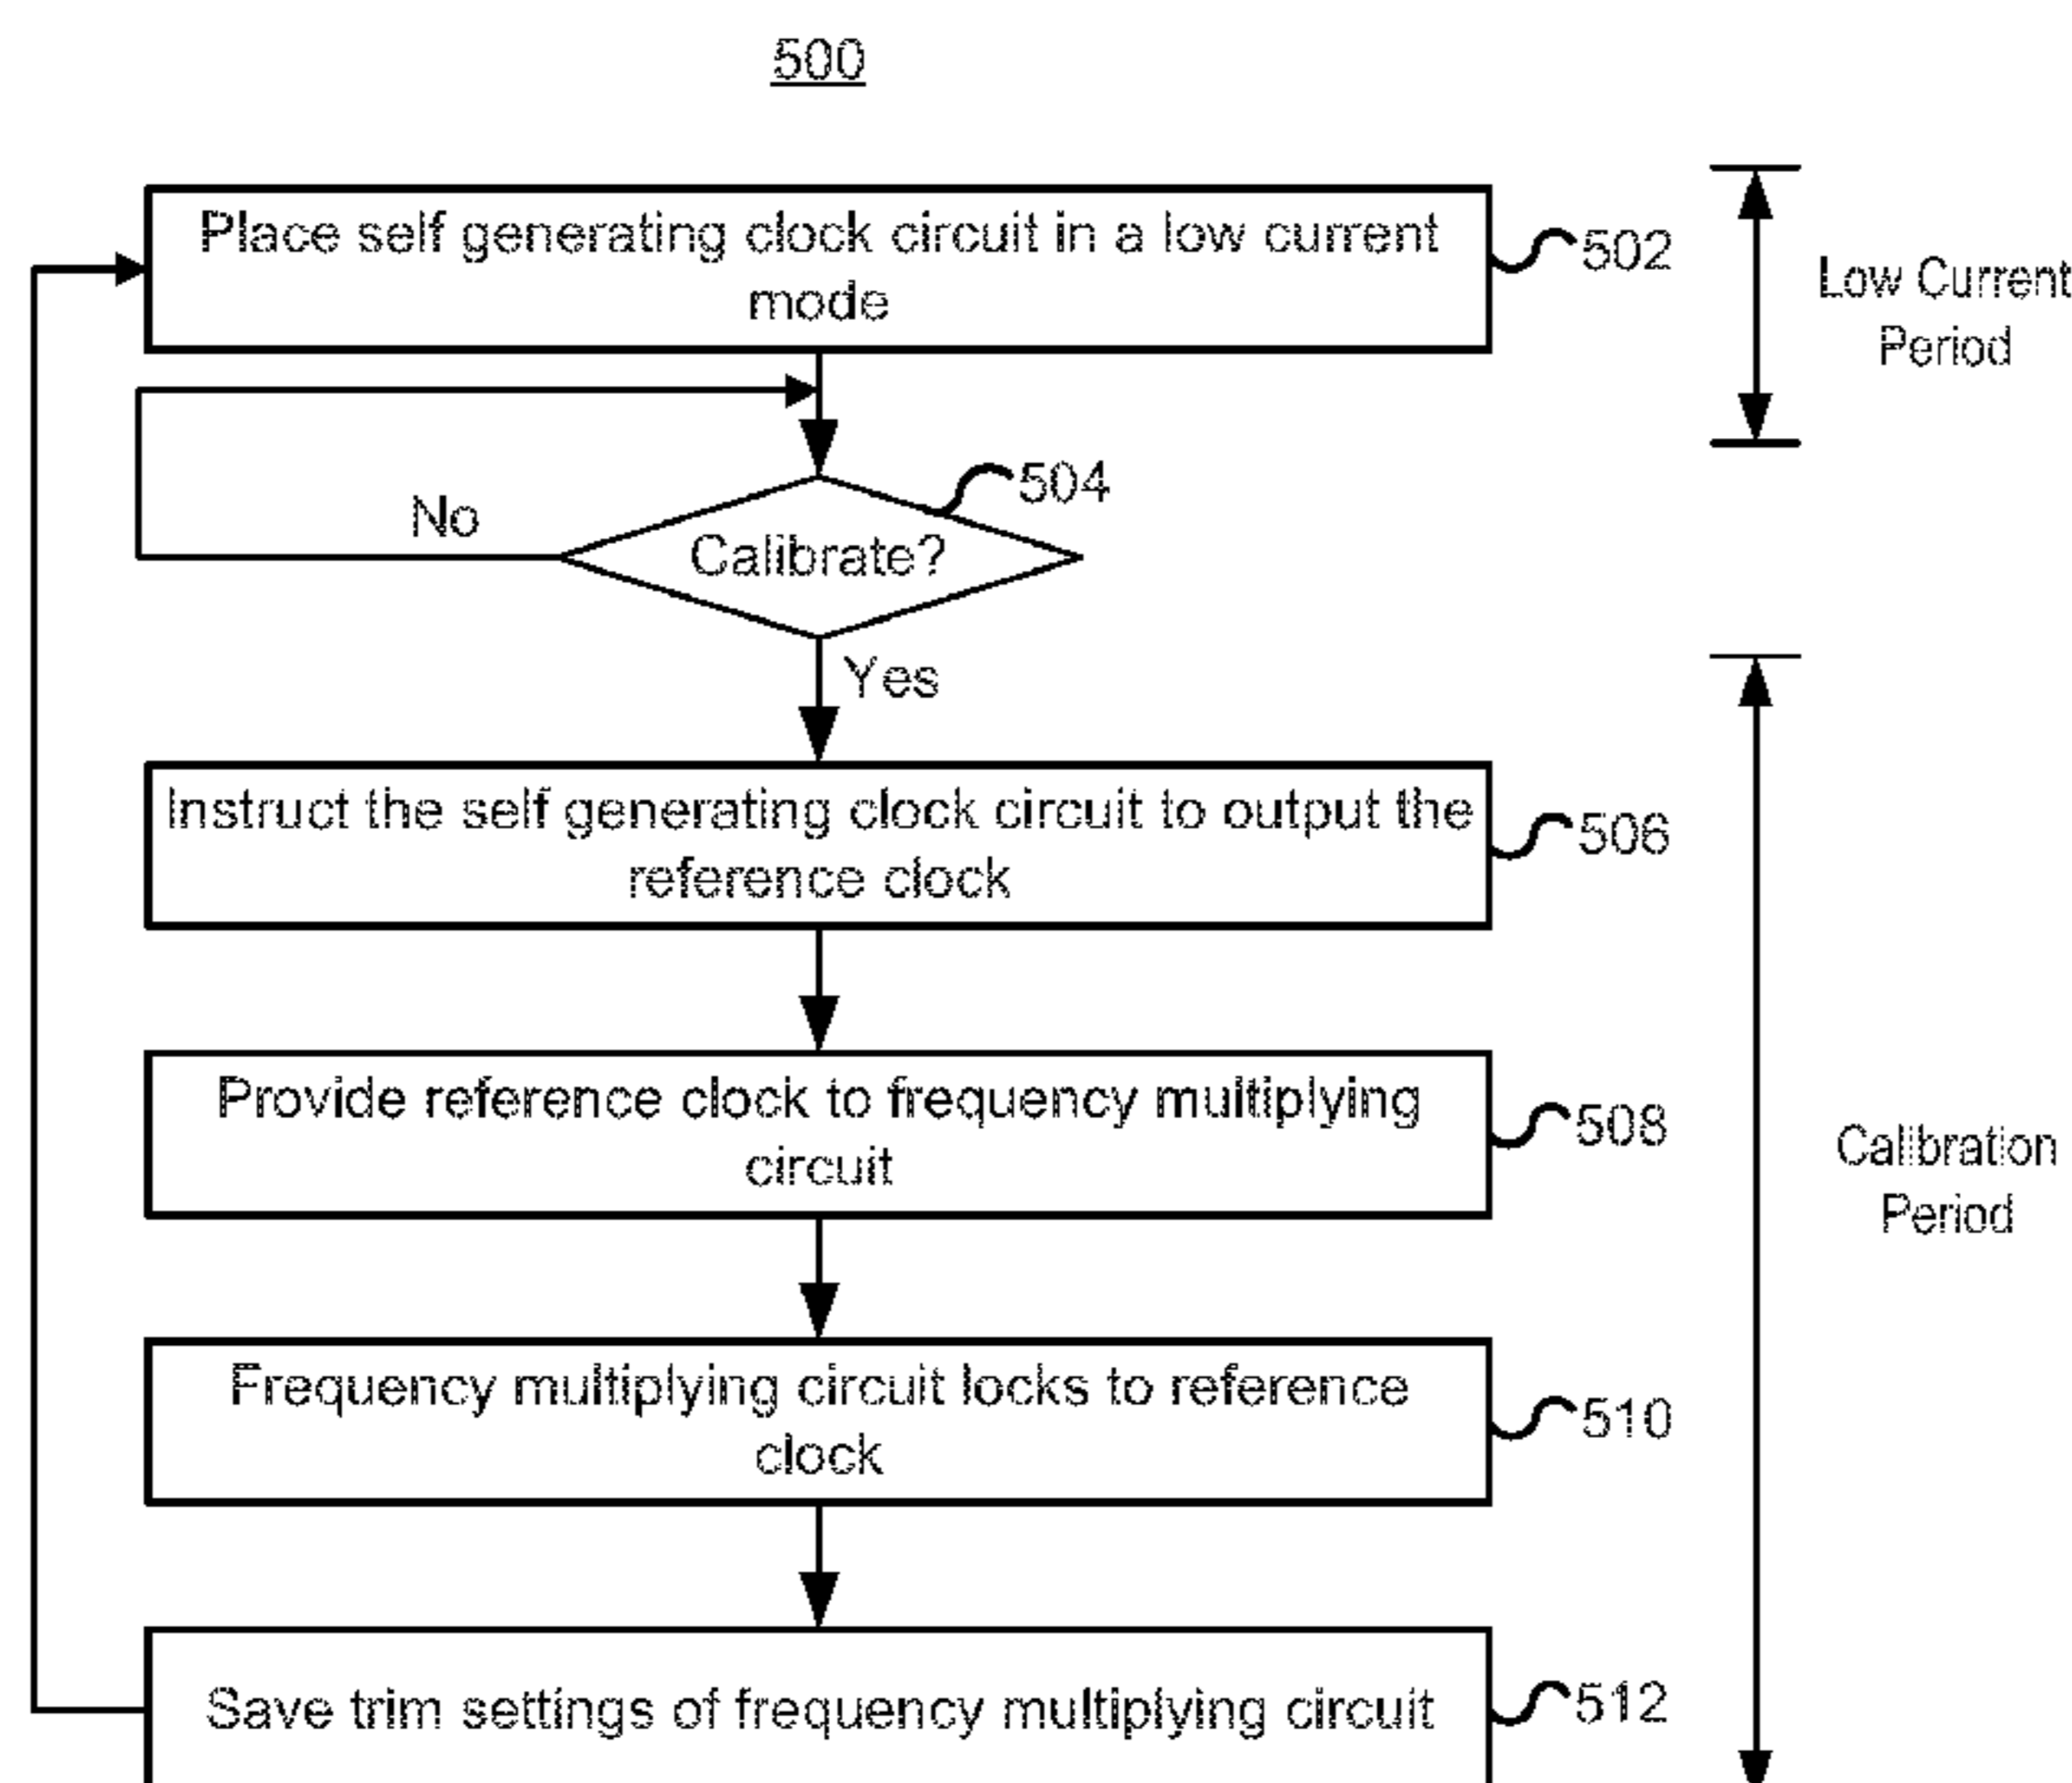 500
Place self generating clock circuit in a low current
mode
502
Low Current
Period
504
No
Calibrate?
Yes
Instruct the self generating clock circuit to output the
reference clock
506
Provide reference clock to frequency multiplying
circuit
508
Calibration
Period
Frequency multiplying circuit locks to reference
clock
510
Save trim settings of frequency multiplying circuit
512